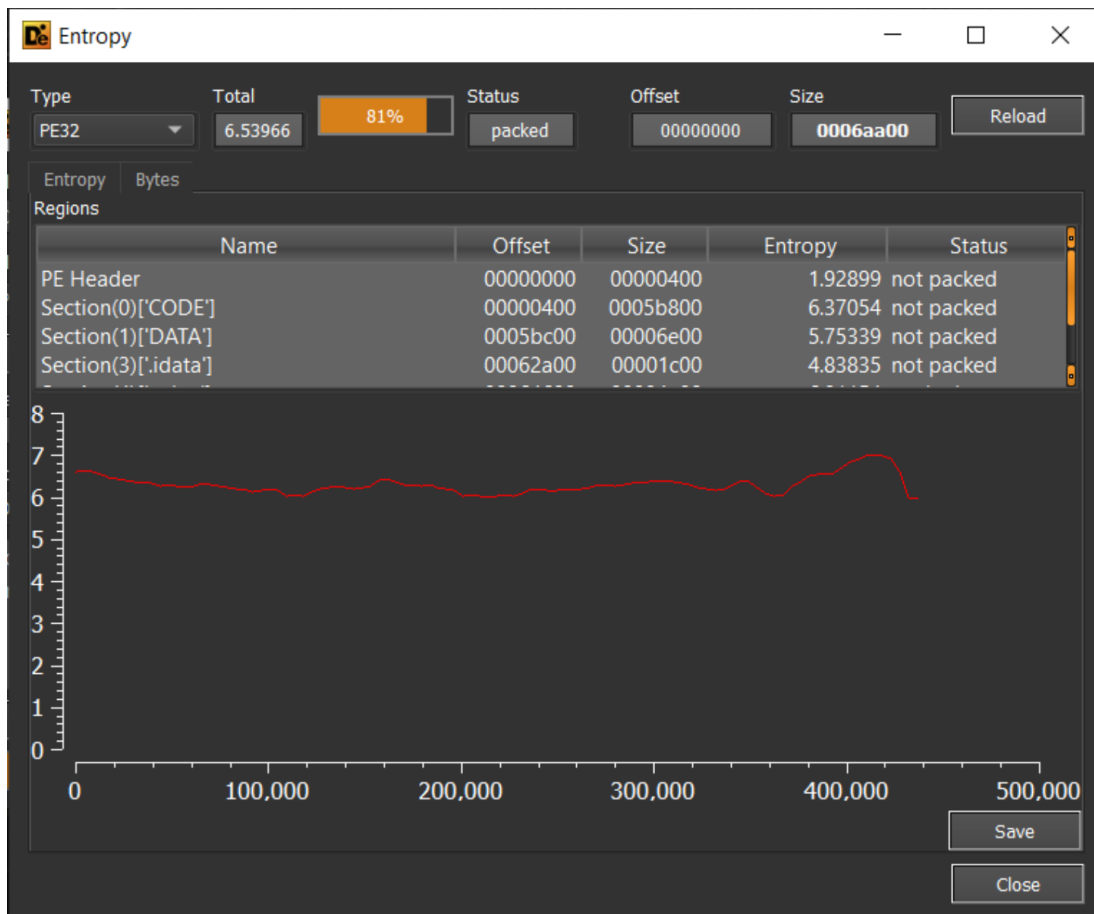 Entropy
Type Total Status Offset Size
PE32 6.53966 81% packed 00000000 0006aa00 Reload
Entropy Bytes
Regions
Name Offset Size Entropy Status
PE Header 00000000 00000400 1.92899 not packed
Section(0)['CODE'] 00000400 0005b800 6.37054 not packed
Section(1)['DATA'] 0005bc00 00006e00 5.75339 not packed
Section(3)['.idata'] 00062a00 00001c00 4.83835 not packed
8
7
6
5
4
3
2
1
0
0 100,000 200,000 300,000 400,000 500,000
Save
Close